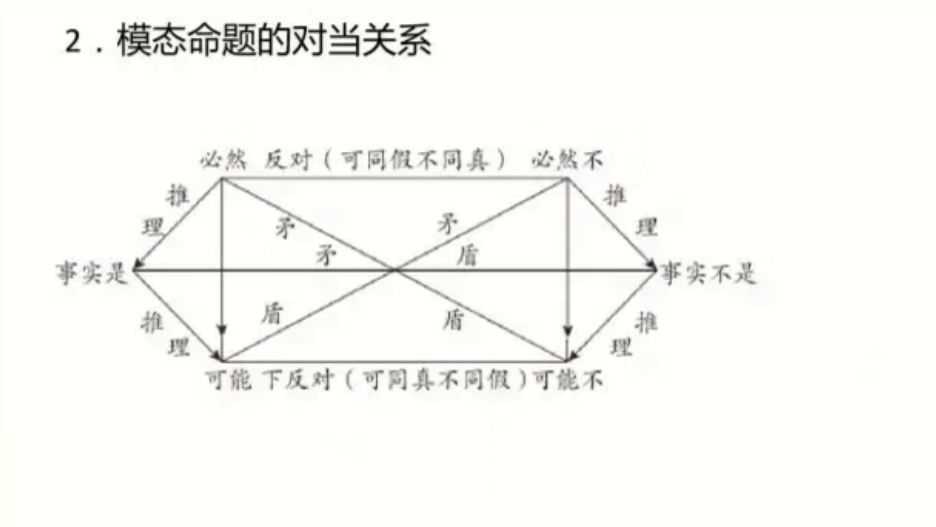 2．模态命题的对当关系
必然 反对（可同假不同真） 必然不
推 推
理 矛 矛 理
事实是 矛 盾 事实不是
推 盾 盾 推
理 理
可能 下反对（可同真不同假）可能不